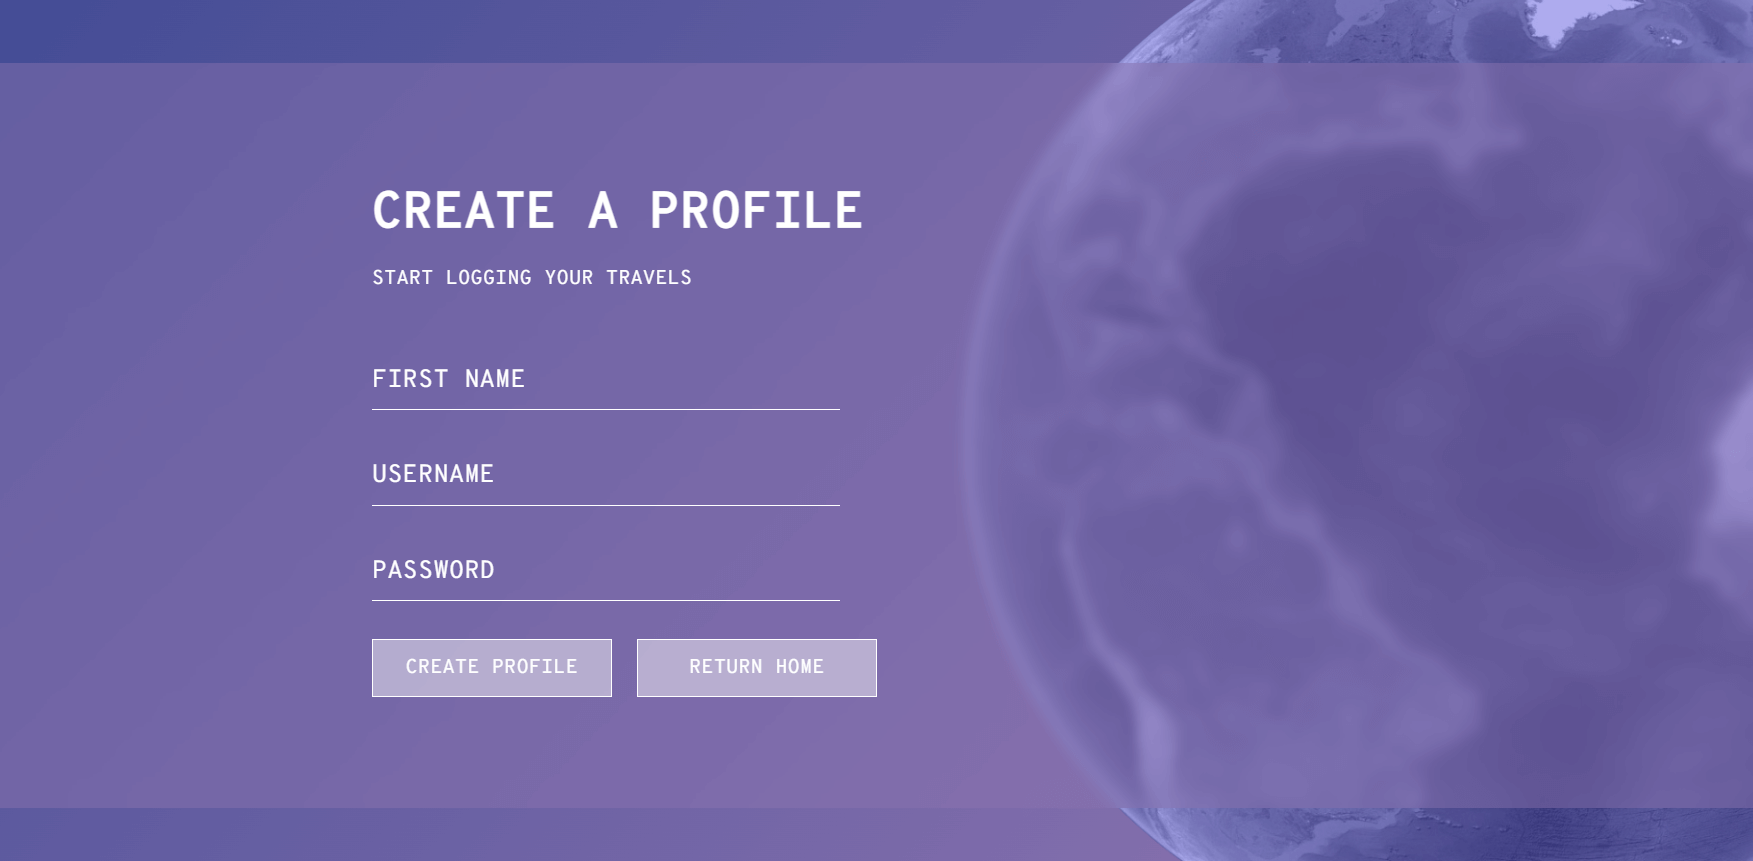 CREATE A PROFILE
START LOGGING YOUR TRAVELS
FIRST NAME
USERNAME
PASSWORD
CREATE PROFILE
RETURN HOME